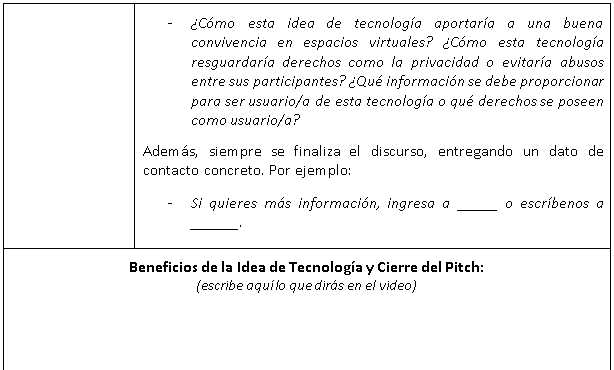 - ¿Cómo esta idea de tecnología aportaría a una buena
convivencia en espacios virtuales? ¿Cómo esta tecnología
resguardaría derechos como la privacidad o evitaría abusos
entre sus participantes? ¿Qué información se debe proporcionar
para ser usuario/a de esta tecnología o qué derechos se poseen
como usuario/a?
Además, siempre se finaliza el discurso, entregando un dato de
contacto concreto. Por ejemplo:
- Si quieres más información, ingresa a _____ o escríbenos a
______.
Beneficios de la Idea de Tecnología y Cierre del Pitch:
(escribe aquí lo que dirás en el video)